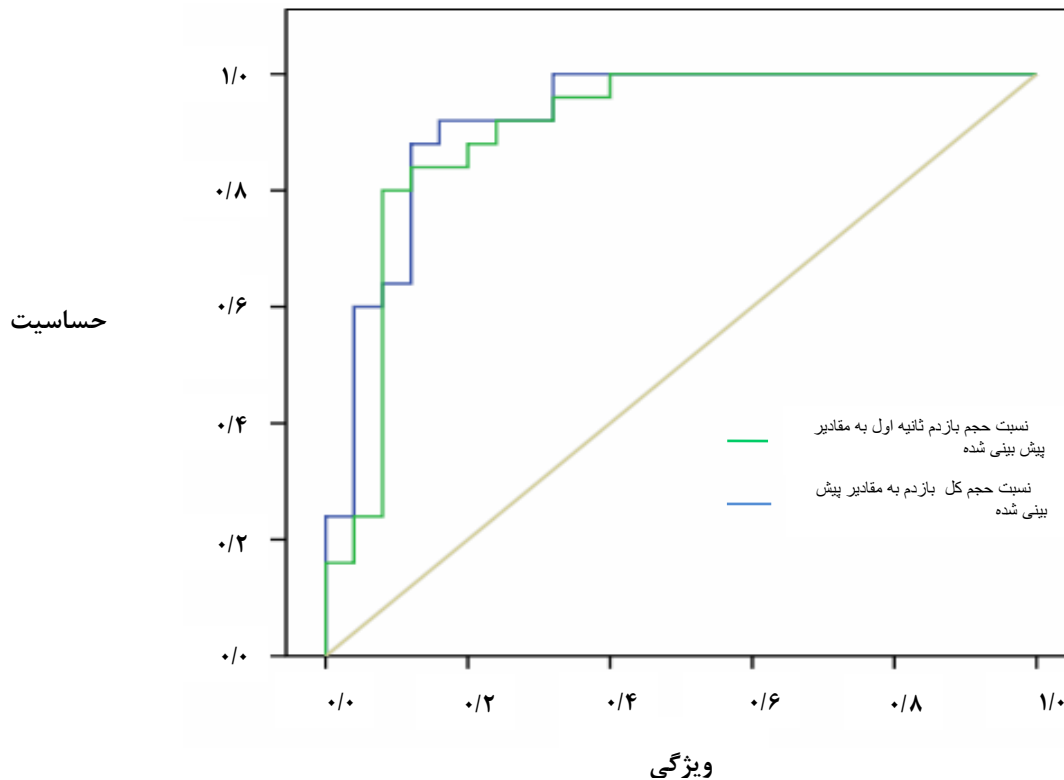 ۱/۰
۰/۸
۰/۶
۰/۴
۰/۲
۰/۰
حساسیت
نسبت حجم بازدم ثانیه اول به مقادیر
پیش بینی شده
نسبت حجم کل بازدم به مقادیر پیش
بینی شده
۰/۰ ۰/۲ ۰/۴ ۰/۶ ۰/۸ ۱/۰
ویژگی